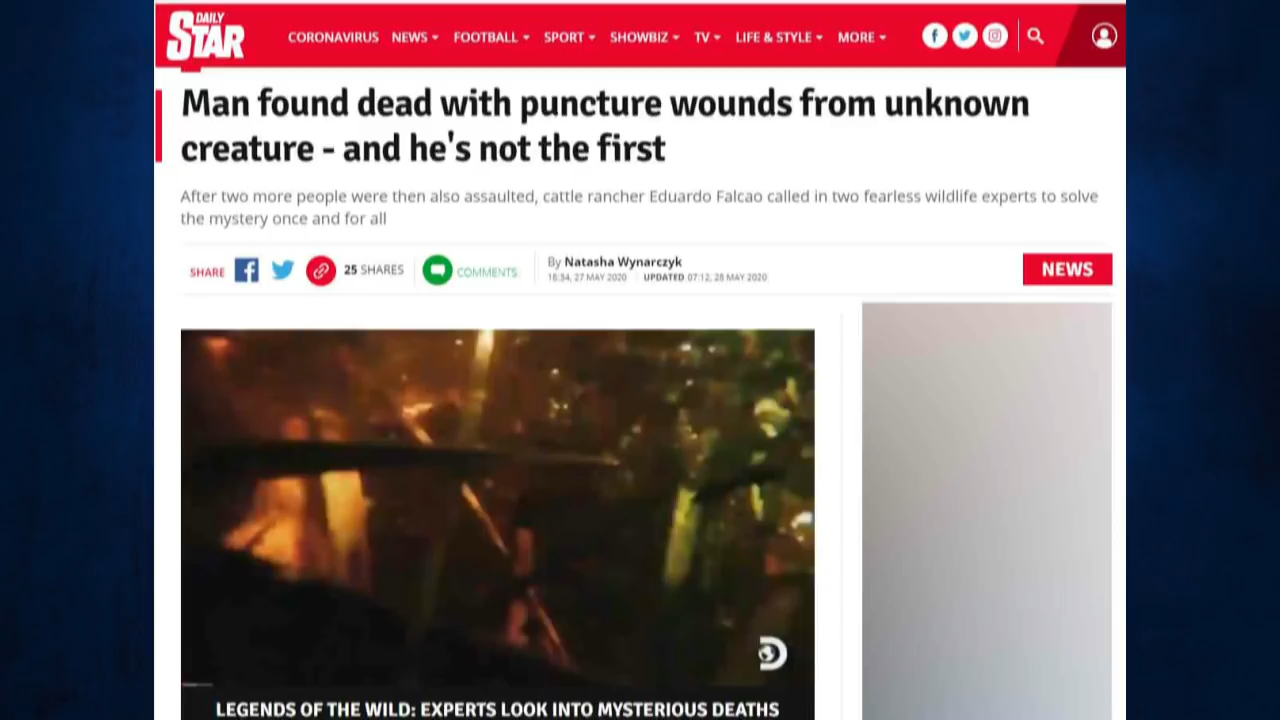 DAILY
STAR
CORONAVIRUS NEWS FOOTBALL SPORT SHOWBIZ TV LIFE & STYLE MORE
Man found dead with puncture wounds from unknown
creature - and he's not the first
After two more people were then also assaulted, cattle rancher Eduardo Falcao called in two fearless wildlife experts to solve
the mystery once and for all
SHARE 25 SHARES COMMENTS
By Natasha Wynarczyk
18:34, 27 MAY 2020 UPDATED 07:12, 28 MAY 2020
NEWS
LEGENDS OF THE WILD: EXPERTS LOOK INTO MYSTERIOUS DEATHS